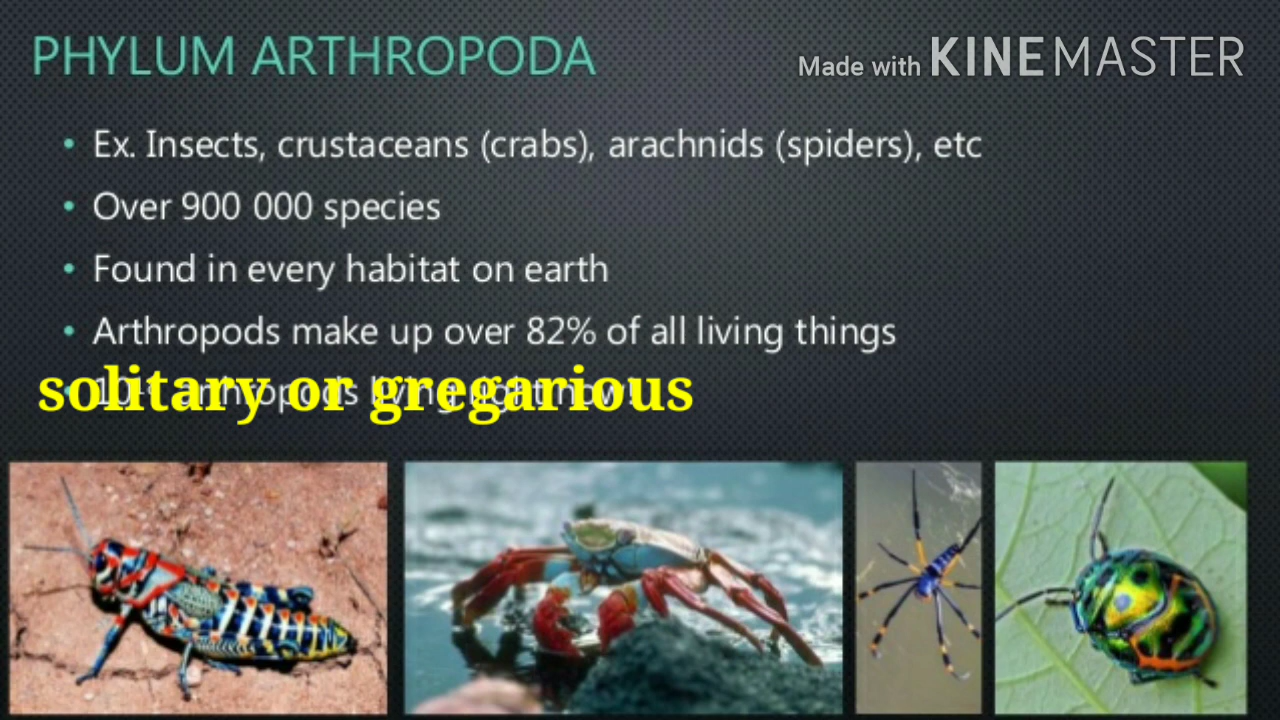 PHYLUM ARTHROPODA
Made with KINEMASTER
• Ex. Insects, crustaceans (crabs), arachnids (spiders), etc
• Over 900 000 species
• Found in every habitat on earth
• Arthropods make up over 82% of all living things
solitary or gregarious